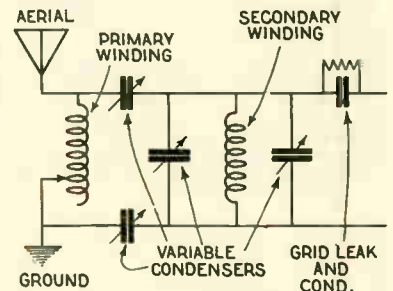 AERIAL
PRIMARY
WINDING
SECONDARY
WINDING
GROUND
VARIABLE
CONDENSERS
GRID LEAK
AND
COND.